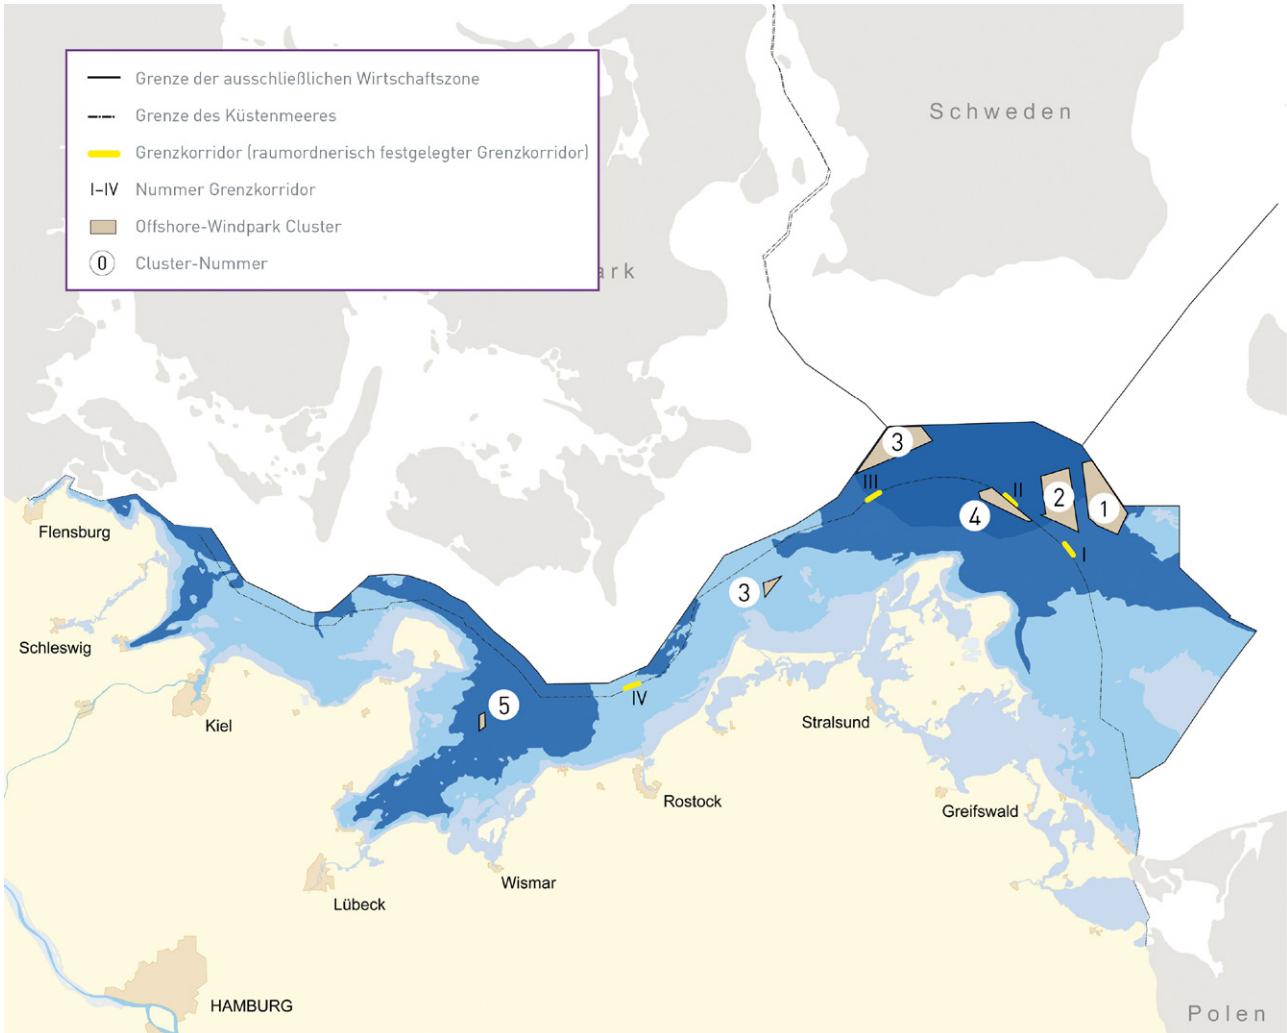 Grenze der ausschließlichen Wirtschaftszone
Grenze des Küstenmeeres
Grenzkorridor (raumordnerisch festgelegter Grenzkorridor)
I–IV Nummer Grenzkorridor
Offshore-Windpark Cluster
0 Cluster-Nummer
Schweden
ark
3
III
II
2
1
4
I
Flensburg
3
Schleswig
IV
5
Kiel
Stralsund
Rostock
Greifswald
Wismar
Lübeck
HAMBURG
Polen